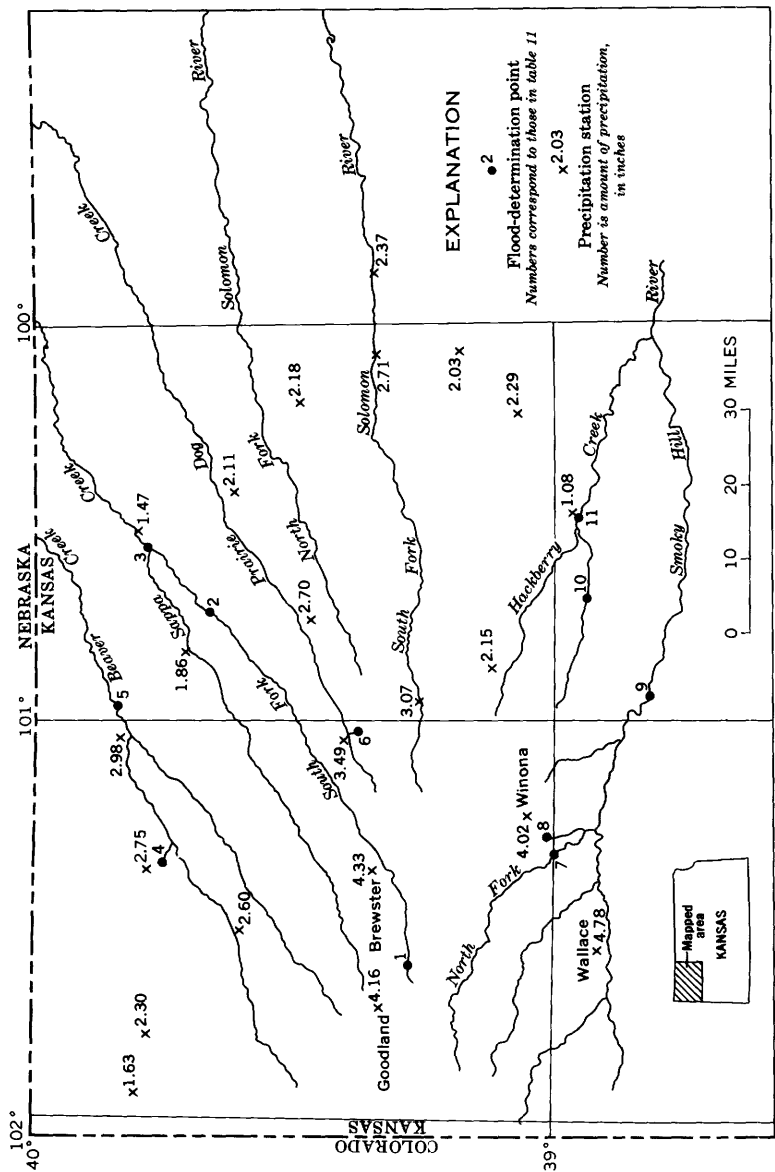 NEBRASKA
KANSAS
COLORADO
KANSAS
102°
101°
100°
40°
39°
Beaver Creek
Sappa Creek
South Fork
Prairie Dog Creek
North Fork Solomon River
South Fork Solomon River
Hackberry Creek
Smoky Hill River
North Fork
×1.63
×2.30
×2.75
4
2.98×
5
×2.60
1.86×
3
×1.47
2
Goodland ×4.16
Brewster
4.33×
1
3.49×
6
×2.70
×2.11
×2.18
3.07
2.71
×2.37
2.03×
×2.29
×2.15
×1.08
11
10
9
4.02× Winona
8
7
Wallace
×4.78
EXPLANATION
●2
Flood-determination point
Numbers correspond to those in table 11
×2.03
Precipitation station
Number is amount of precipitation,
in inches
0 10 20 30 MILES
Mapped
area
KANSAS